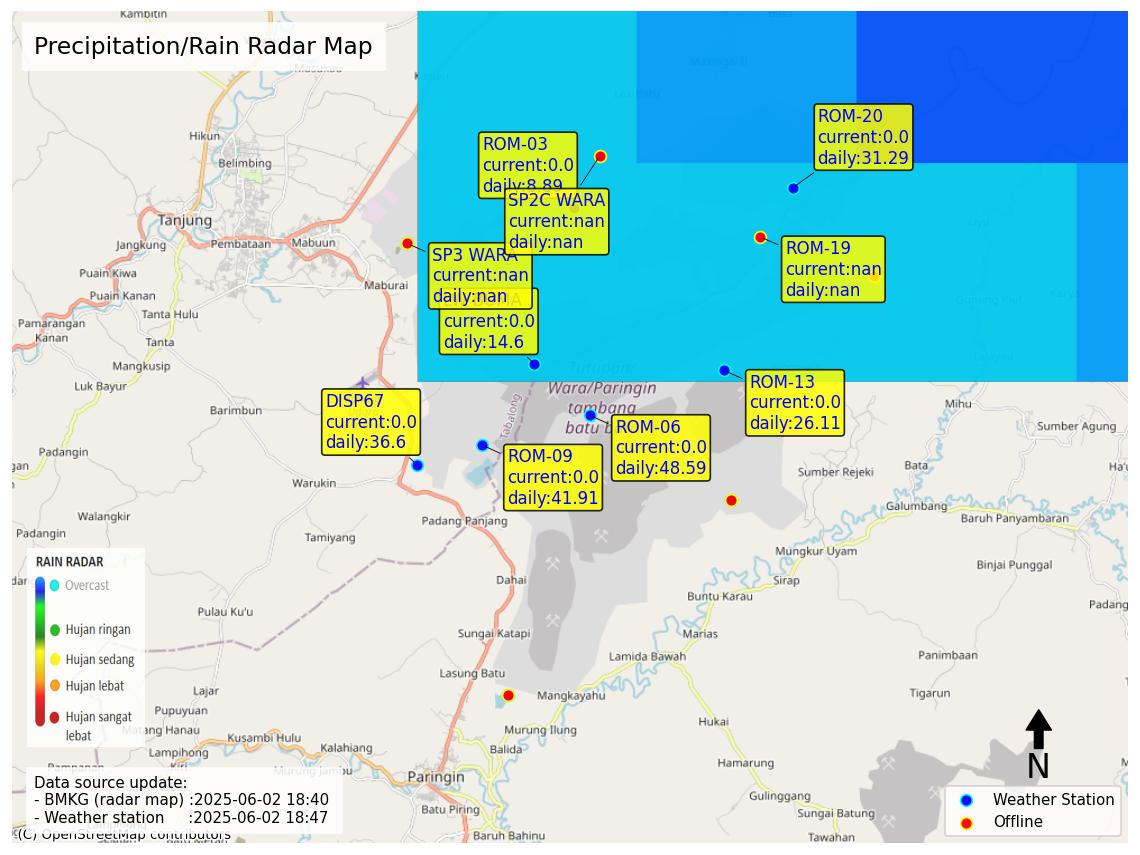 Kambitin
Precipitation/Rain Radar Map
Masukau
Kapulu
Hikun
Belimbing
ROM-20
current:0.0
daily:31.29
ROM-03
current:0.0
daily:8.89
SP2C WARA
current:nan
daily:nan
Tanjung
Jangkung
Pembataan
Mabuun
SP3 WARA
current:nan
daily:nan
ROM-19
current:nan
daily:nan
Puain Kiwa
Maburai
Puain Kanan
Tanta Hulu
current:0.0
daily:14.6
Pamarangan
Kanan
Tanta
Mangkusip
Luk Bayur
Tutupan
Wara/Paringin
tambang
batu b
Tabalong
ROM-13
current:0.0
daily:26.11
DISP67
current:0.0
daily:36.6
Barimbun
ROM-06
current:0.0
daily:48.59
ROM-09
current:0.0
daily:41.91
Mihu
Sumber Agung
Bata
Sumber Rejeki
Warukin
Galumbang
Baruh Panyambaran
Walangkir
Padangin
Padang Panjang
Tamiyang
Mungkur Uyam
Binjai Punggal
Sirap
Dahai
Buntu Karau
Padang
Pulau Ku'u
Sungai Katapi
Marias
Lamida Bawah
Panimbaan
Lasung Batu
Lajar
Mangkayahu
Tigarun
Pupuyuan
Matang Hanau
Murung Ilung
Hukai
Kusambi Hulu
Lampihong
Kalahiang
Balida
Hamarung
Murung Jambu
Paringin
Gulinggang
Batu Piring
Sungai Batung
Baruh Bahinu
Tawahan
RAIN RADAR
Overcast
Hujan ringan
Hujan sedang
Hujan lebat
Hujan sangat
lebat
Data source update:
- BMKG (radar map) :2025-06-02 18:40
- Weather station :2025-06-02 18:47
(C) OpenStreetMap contributors
N
Weather Station
Offline